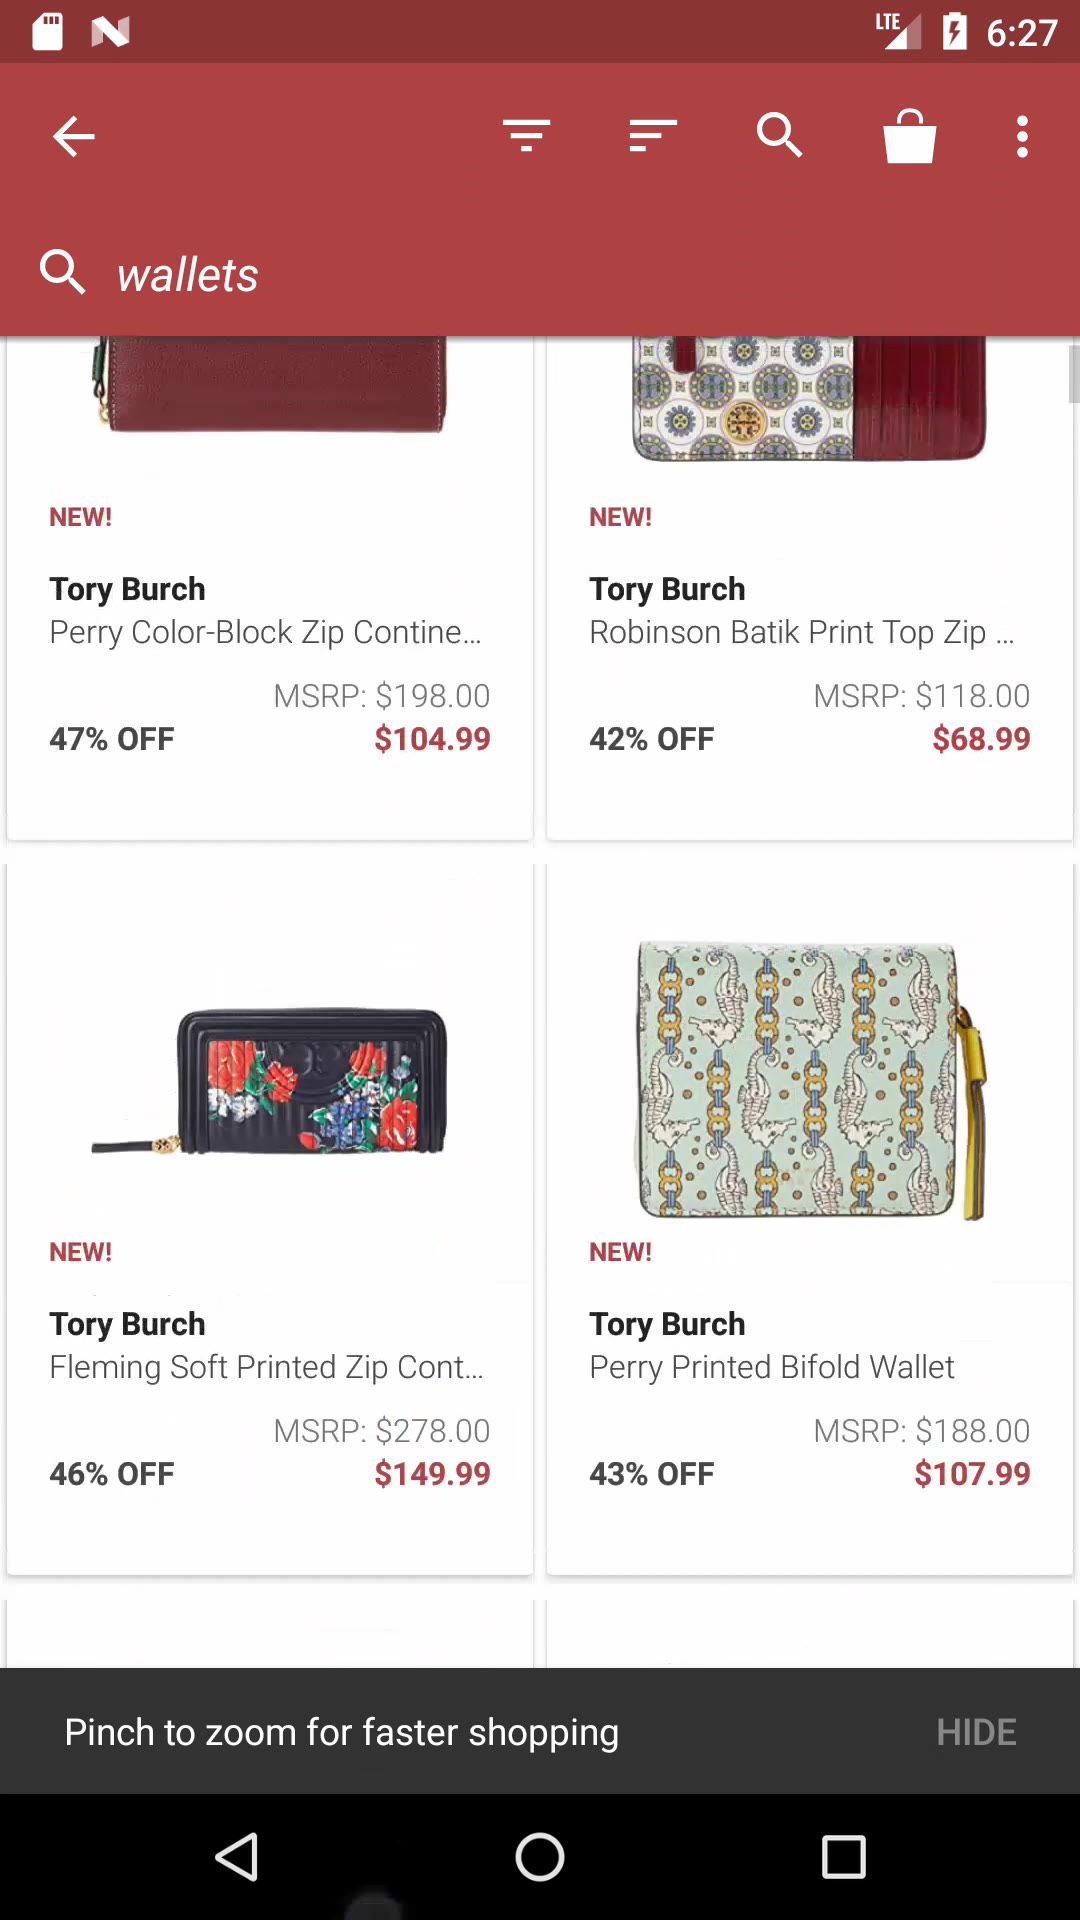 LTE 6:27
wallets
NEW!
Tory Burch
Perry Color-Block Zip Contine...
MSRP: $198.00
47% OFF $104.99
NEW!
Tory Burch
Robinson Batik Print Top Zip ...
MSRP: $118.00
42% OFF $68.99
NEW!
Tory Burch
Fleming Soft Printed Zip Cont...
MSRP: $278.00
46% OFF $149.99
NEW!
Tory Burch
Perry Printed Bifold Wallet
MSRP: $188.00
43% OFF $107.99
Pinch to zoom for faster shopping HIDE